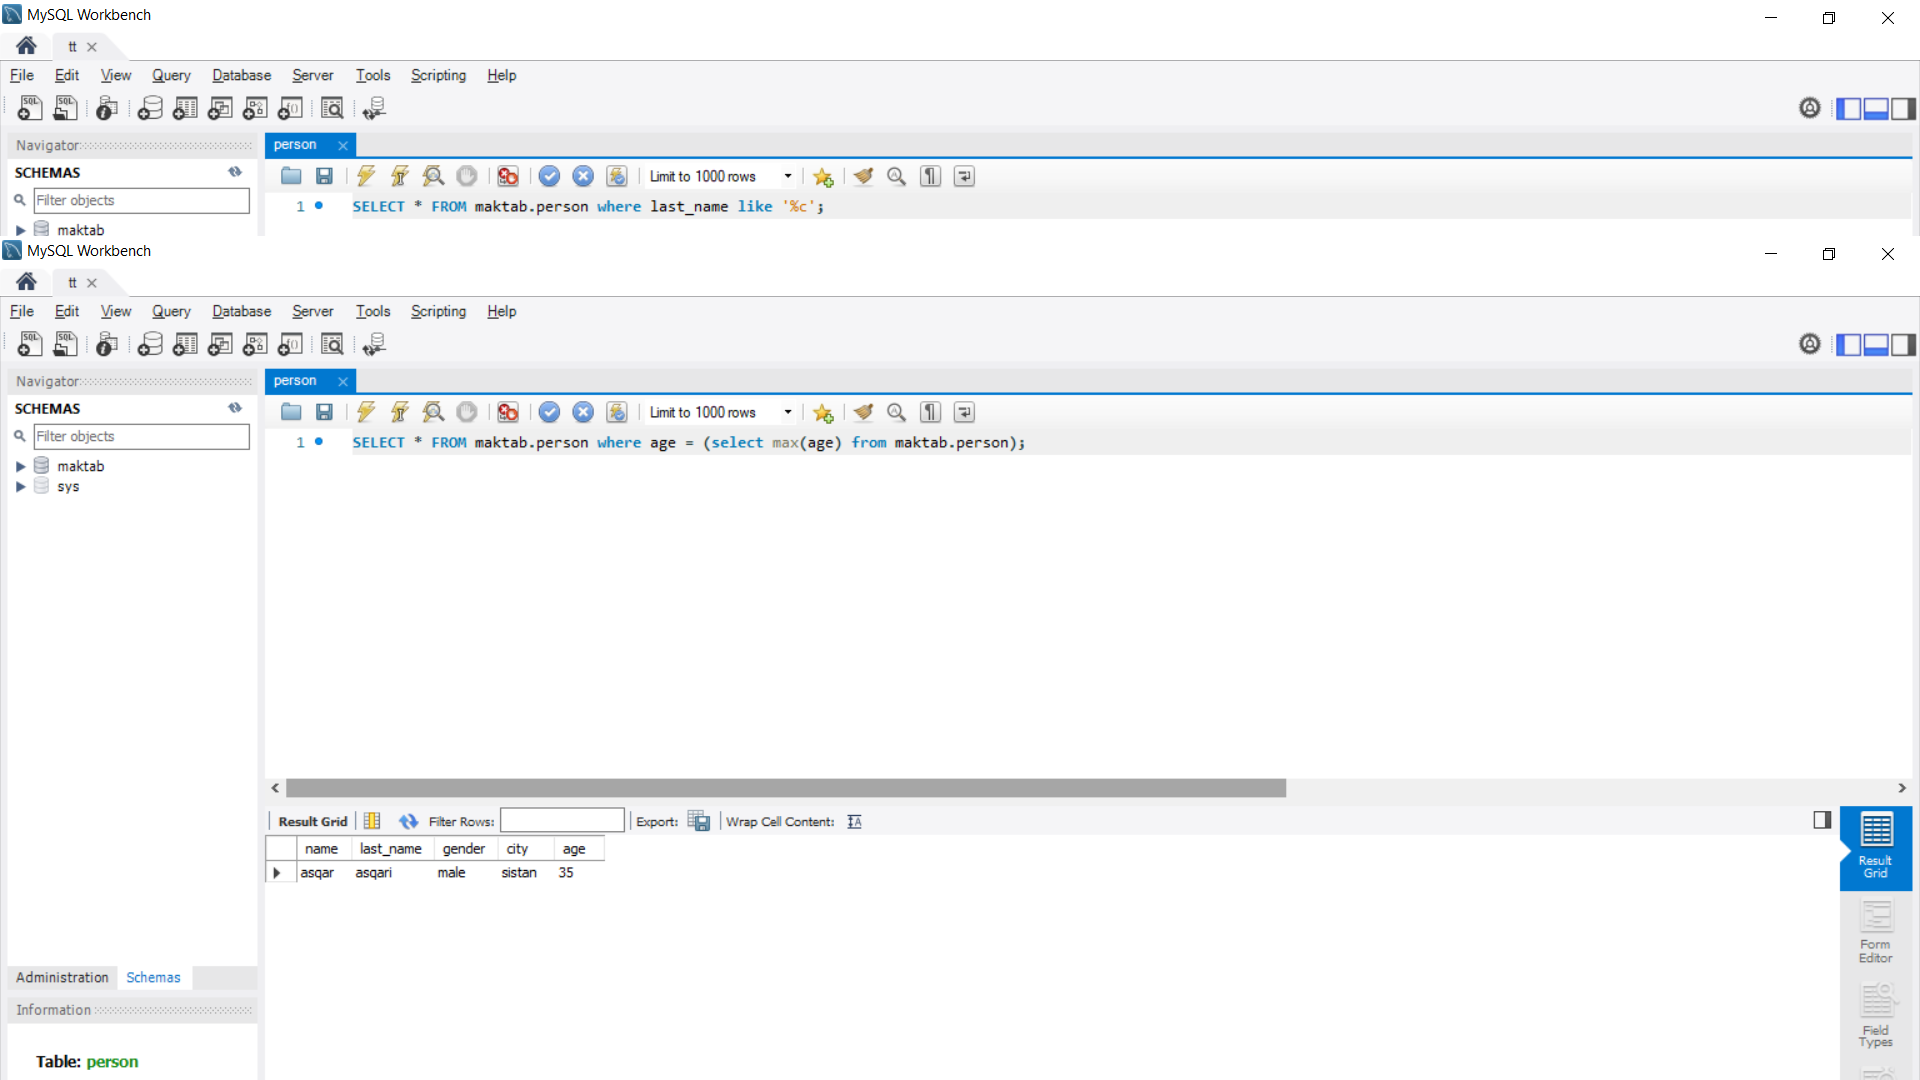 MySQL Workbench
tt
File Edit View Query Database Server Tools Scripting Help
SQL SQL
Navigator
person
SCHEMAS
Limit to 1000 rows
Filter objects
1 SELECT * FROM maktab.person where last_name like '%c';
maktab
MySQL Workbench
tt
File Edit View Query Database Server Tools Scripting Help
SQL SQL
Navigator
person
SCHEMAS
Limit to 1000 rows
Filter objects
1 SELECT * FROM maktab.person where age = (select max(age) from maktab.person);
maktab
sys
Result Grid Filter Rows: Export: Wrap Cell Content:
name last_name gender city age
asqar asqari male sistan 35
Result
Grid
Form
Editor
Field
Types
Administration Schemas
Information
Table: person